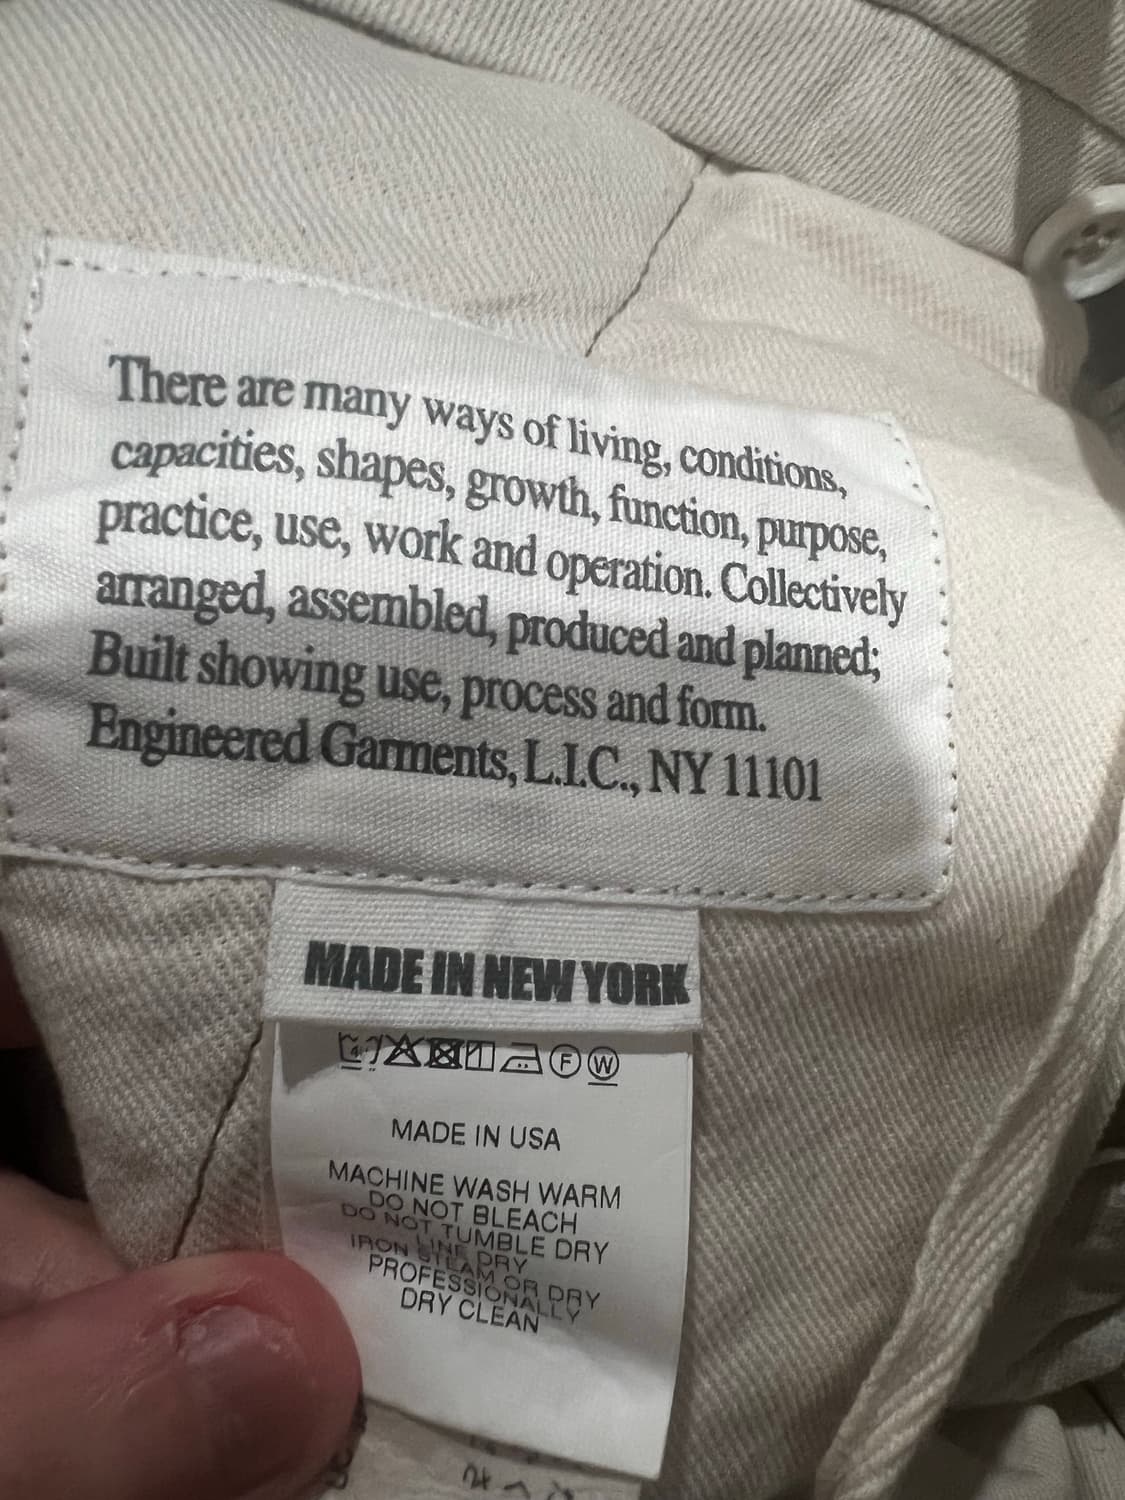 There are many ways of living, conditions,
capacities, shapes, growth, function, purpose,
practice, use, work and operation. Collectively
arranged, assembled, produced and planned;
Built showing use, process and form.
Engineered Garments, L.I.C., NY 11101
MADE IN NEW YORK
F W
MADE IN USA
MACHINE WASH WARM
DO NOT BLEACH
DO NOT TUMBLE DRY
LINE DRY
IRON STEAM OR DRY
PROFESSIONALLY
DRY CLEAN